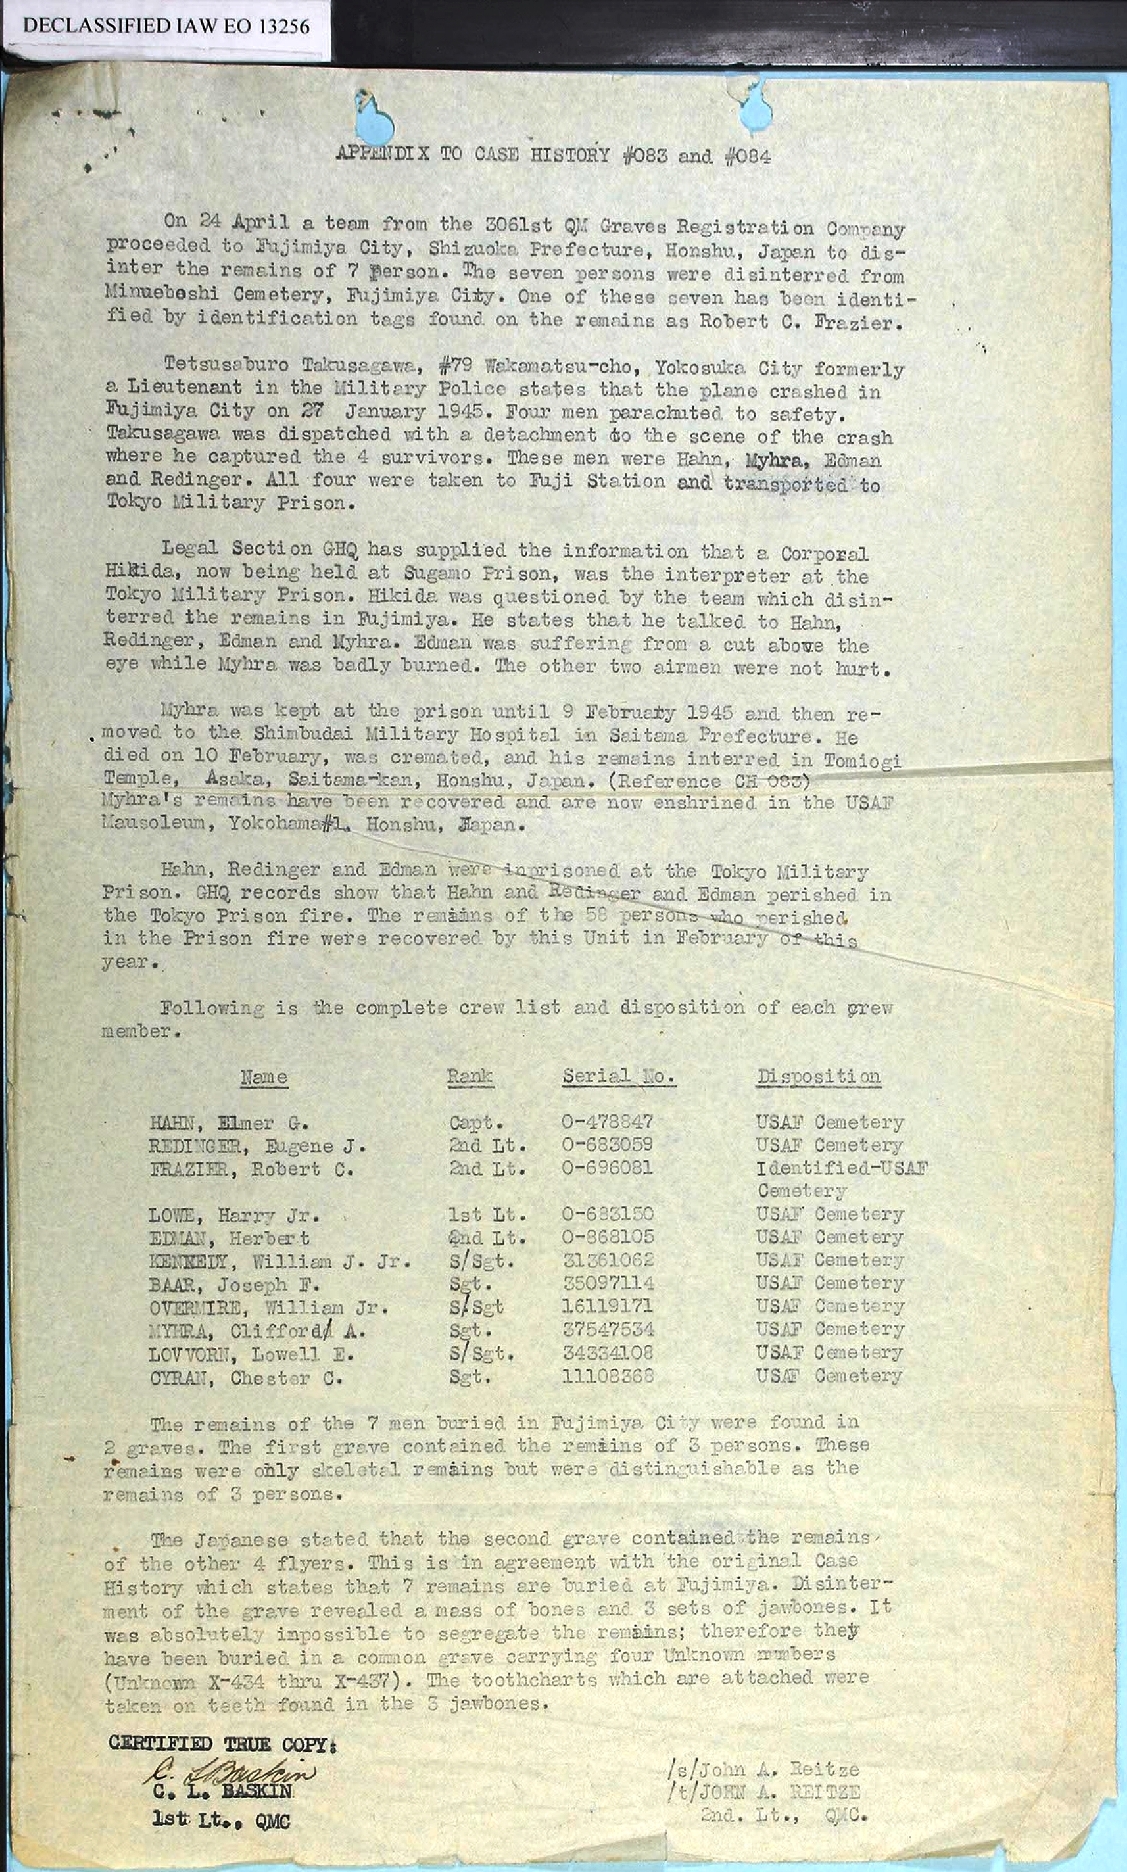 DECLASSIFIED IAW EO 13256
APPENDIX TO CASE HISTORY #083 and #084
On 24 April a team from the 3061st QM Graves Registration Company
proceeded to Fujimiya City, Shizuoka Prefecture, Honshu, Japan to dis-
inter the remains of 7 person. The seven persons were disinterred from
Minueboshi Cemetery, Fujimiya City. One of these seven has been identi-
fied by identification tags found on the remains as Robert C. Frazier.
Tetsusaburo Takusagawa, #79 Wakamatsu-cho, Yokosuka City formerly
a Lieutenant in the Military Police states that the plane crashed in
Fujimiya City on 27 January 1945. Four men parachuted to safety.
Takusagawa was dispatched with a detachment to the scene of the crash
where he captured the 4 survivors. These men were Hahn, Myhra, Edman
and Redinger. All four were taken to Fuji Station and transported to
Tokyo Military Prison.
Legal Section GHQ has supplied the information that a Corporal
Hikida, now being held at Sugamo Prison, was the interpreter at the
Tokyo Military Prison. Hikida was questioned by the team which disin-
terred the remains in Fujimiya. He states that he talked to Hahn,
Redinger, Edman and Myhra. Edman was suffering from a cut above the
eye while Myhra was badly burned. The other two airmen were not hurt.
Myhra was kept at the prison until 9 February 1945 and then re-
moved to the Shimbudai Military Hospital in Saitama Prefecture. He
died on 10 February, was cremated, and his remains interred in Tomiogi
Temple, Asaka, Saitama-kan, Honshu, Japan. (Reference CH 083)
Myhra's remains have been recovered and are now enshrined in the USAF
Mausoleum, Yokohama#1, Honshu, Japan.
Hahn, Redinger and Edman were inprisoned at the Tokyo Military
Prison. GHQ records show that Hahn and Redinger and Edman perished in
the Tokyo Prison fire. The remains of the 58 persons who perished
in the Prison fire were recovered by this Unit in February of this
year.
Following is the complete crew list and disposition of each crew
member.
Name Rank Serial No. Disposition
HAHN, Elmer G. Capt. O-478847 USAF Cemetery
REDINGER, Eugene J. 2nd Lt. O-683059 USAF Cemetery
FRAZIER, Robert C. 2nd Lt. O-696081 Identified-USAF
Cemetery
LOWE, Harry Jr. 1st Lt. O-683150 USAF Cemetery
EDMAN, Herbert 2nd Lt. O-868105 USAF Cemetery
KENNEDY, William J. Jr. S/Sgt. 31361062 USAF Cemetery
BAAR, Joseph F. Sgt. 35097114 USAF Cemetery
OVERMIRE, William Jr. S/Sgt 16119171 USAF Cemetery
MYHRA, Clifford/ A. Sgt. 37547534 USAF Cemetery
LOVVORN, Lowell E. S/Sgt. 34334108 USAF Cemetery
CYRAN, Chester C. Sgt. 11108368 USAF Cemetery
The remains of the 7 men buried in Fujimiya City were found in
2 graves. The first grave contained the remains of 3 persons. These
remains were only skeletal remains but were distinguishable as the
remains of 3 persons.
The Japanese stated that the second grave contained the remains
of the other 4 flyers. This is in agreement with the original Case
History which states that 7 remains are buried at Fujimiya. Disinter-
ment of the grave revealed a mass of bones and 3 sets of jawbones. It
was absolutely impossible to segregate the remains; therefore they
have been buried in a common grave carrying four Unknown numbers
(Unknown X-434 thru X-437). The toothcharts which are attached were
taken on teeth found in the 3 jawbones.
CERTIFIED TRUE COPY:
C. L Baskin
C. L. BASKIN
1st Lt., QMC
/s/John A. Reitze
/t/JOHN A. REITZE
2nd. Lt., QMC.